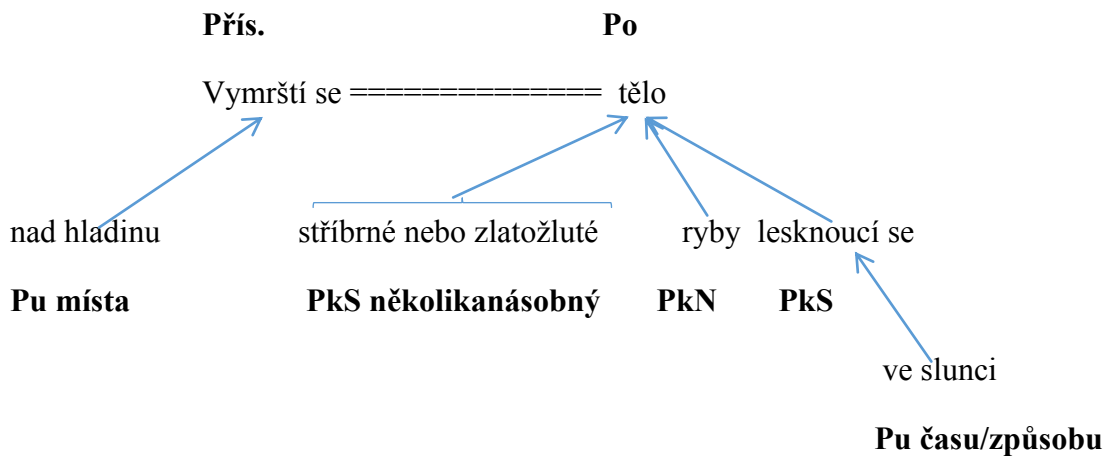 Přís. Po
Vymrští se ============== tělo
nad hladinu stříbrné nebo zlatožluté ryby lesknoucí se
Pu místa PkS několikanásobný PkN PkS
ve slunci
Pu času/způsobu